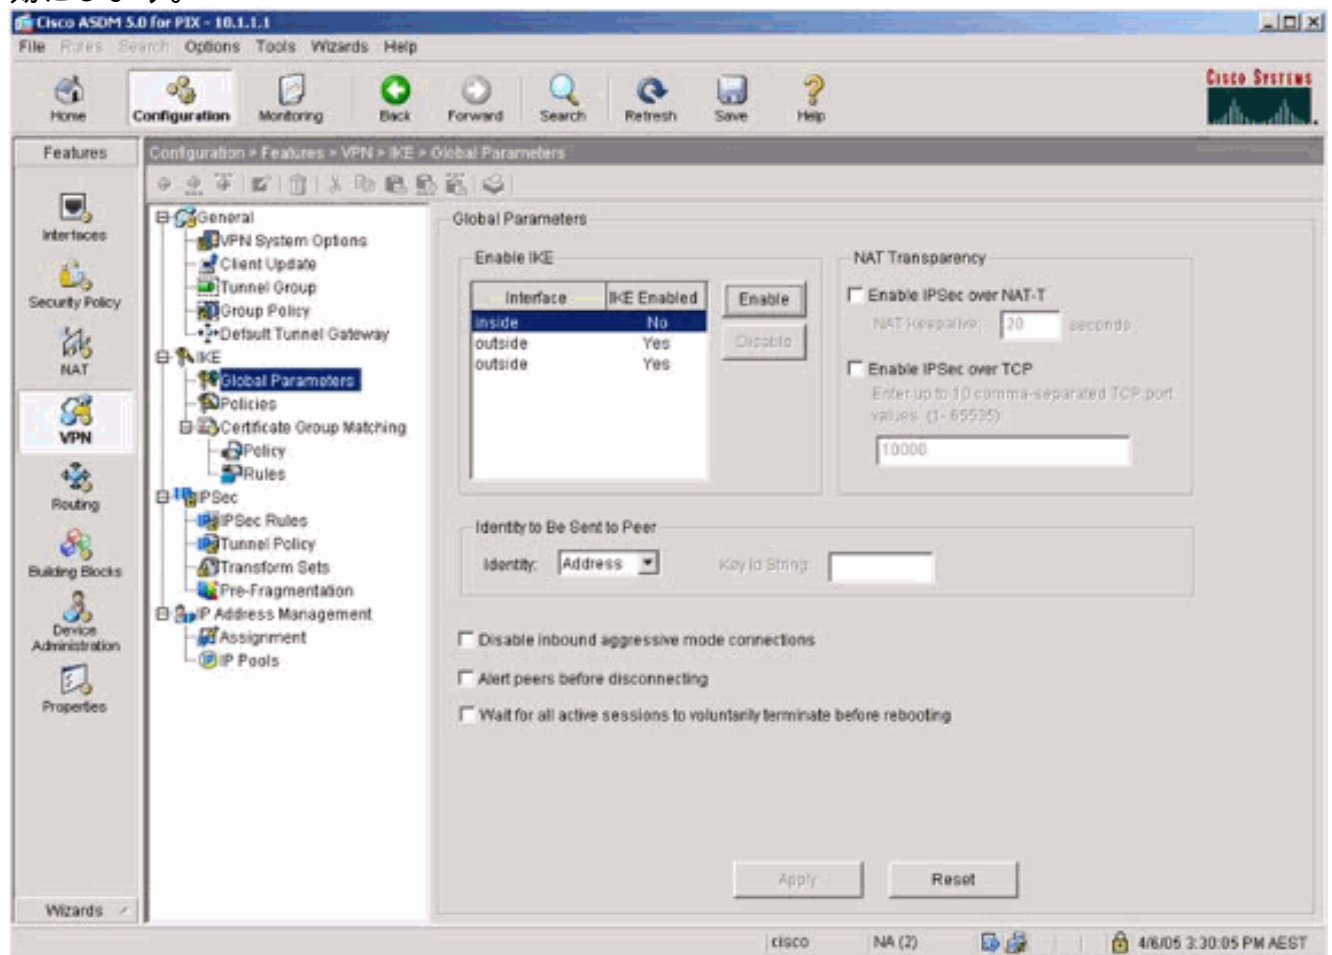 効にします。
Cisco ASDM 5.0 for PIX - 10.1.1.1
File Rules Search Options Tools Wizards Help
Home Configuration Monitoring Back Forward Search Refresh Save Help
CISCO SYSTEMS
Features
Configuration > Features > VPN > IKE > Global Parameters
Interfaces
Security Policy
NAT
VPN
Routing
Building Blocks
Device Administration
Properties
Wizards
General
VPN System Options
Client Update
Tunnel Group
Group Policy
Default Tunnel Gateway
IKE
Global Parameters
Policies
Certificate Group Matching
Policy
Rules
IPSec
IPSec Rules
Tunnel Policy
Transform Sets
Pre-Fragmentation
IP Address Management
Assignment
IP Pools
Global Parameters
Enable IKE
Interface IKE Enabled
inside No
outside Yes
outside Yes
Enable
Disable
NAT Transparency
Enable IPSec over NAT-T
NAT Keepalive: 20 seconds
Enable IPSec over TCP
Enter up to 10 comma-separated TCP port
values (1- 65535):
10000
Identity to Be Sent to Peer
Identity: Address Key Id String:
Disable inbound aggressive mode connections
Alert peers before disconnecting
Wait for all active sessions to voluntarily terminate before rebooting
Apply Reset
cisco NA (2) 4/6/05 3:30:05 PM AEST